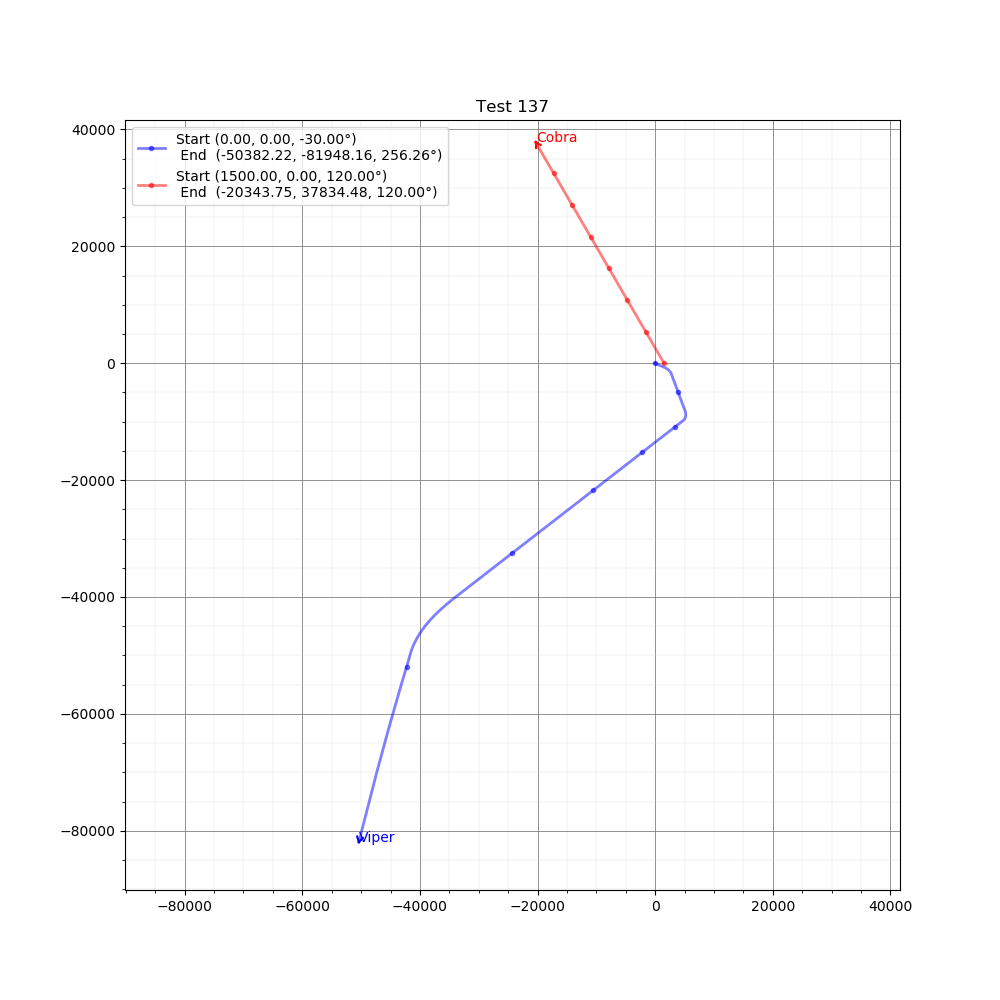 Test 137
Start (0.00, 0.00, -30.00°)
End (-50382.22, -81948.16, 256.26°)
Start (1500.00, 0.00, 120.00°)
End (-20343.75, 37834.48, 120.00°)
Cobra
Viper
40000
20000
0
−20000
−40000
−60000
−80000
−80000
−60000
−40000
−20000
0
20000
40000